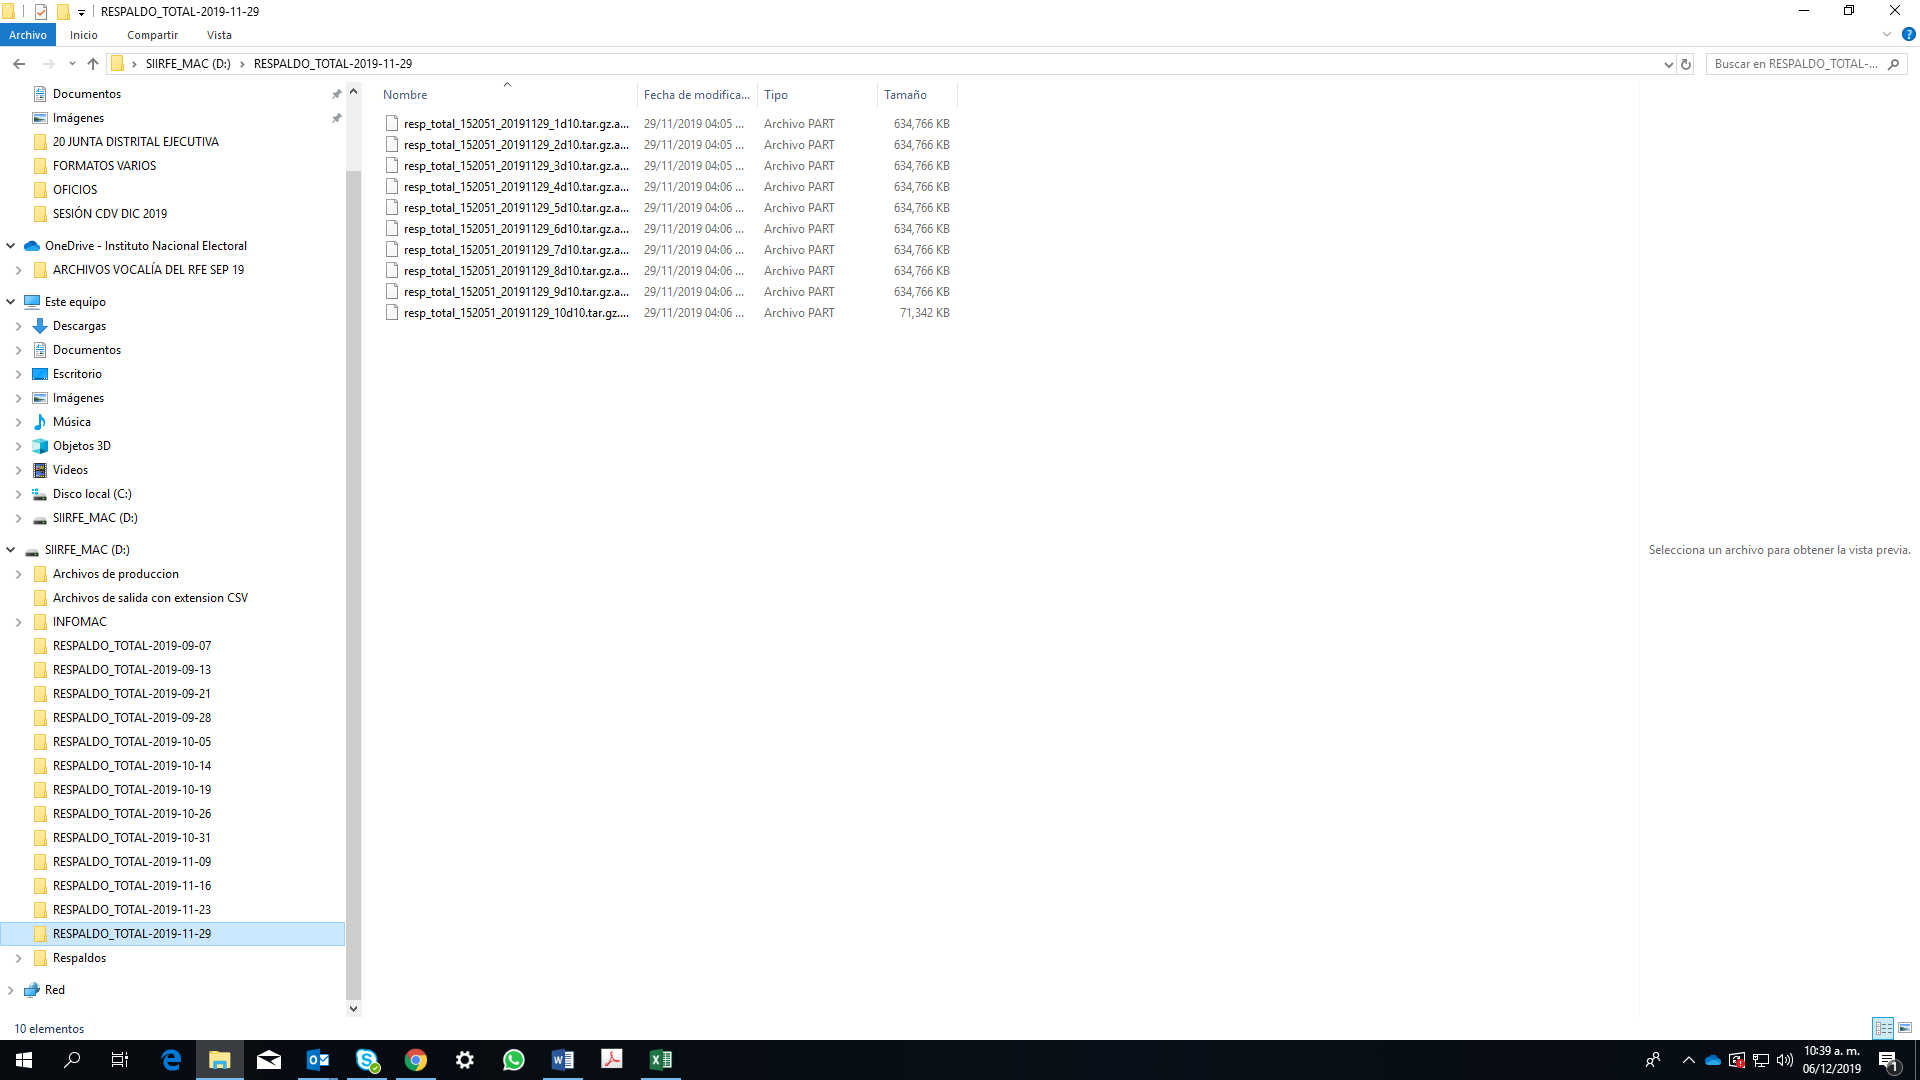 RESPALDO_TOTAL-2019-11-29
Archivo Inicio Compartir Vista
SIIRFE_MAC (D:) RESPALDO_TOTAL-2019-11-29
Buscar en RESPALDO_TOTAL-...
Documentos
Imágenes
20 JUNTA DISTRITAL EJECUTIVA
FORMATOS VARIOS
OFICIOS
SESIÓN CDV DIC 2019
OneDrive - Instituto Nacional Electoral
ARCHIVOS VOCALÍA DEL RFE SEP 19
Este equipo
Descargas
Documentos
Escritorio
Imágenes
Música
Objetos 3D
Videos
Disco local (C:)
SIIRFE_MAC (D:)
SIIRFE_MAC (D:)
Archivos de produccion
Archivos de salida con extension CSV
INFOMAC
RESPALDO_TOTAL-2019-09-07
RESPALDO_TOTAL-2019-09-13
RESPALDO_TOTAL-2019-09-21
RESPALDO_TOTAL-2019-09-28
RESPALDO_TOTAL-2019-10-05
RESPALDO_TOTAL-2019-10-14
RESPALDO_TOTAL-2019-10-19
RESPALDO_TOTAL-2019-10-26
RESPALDO_TOTAL-2019-10-31
RESPALDO_TOTAL-2019-11-09
RESPALDO_TOTAL-2019-11-16
RESPALDO_TOTAL-2019-11-23
RESPALDO_TOTAL-2019-11-29
Respaldos
Red
Nombre Fecha de modifica... Tipo Tamaño
resp_total_152051_20191129_1d10.tar.gz.a... 29/11/2019 04:05 ... Archivo PART 634,766 KB
resp_total_152051_20191129_2d10.tar.gz.a... 29/11/2019 04:05 ... Archivo PART 634,766 KB
resp_total_152051_20191129_3d10.tar.gz.a... 29/11/2019 04:05 ... Archivo PART 634,766 KB
resp_total_152051_20191129_4d10.tar.gz.a... 29/11/2019 04:06 ... Archivo PART 634,766 KB
resp_total_152051_20191129_5d10.tar.gz.a... 29/11/2019 04:06 ... Archivo PART 634,766 KB
resp_total_152051_20191129_6d10.tar.gz.a... 29/11/2019 04:06 ... Archivo PART 634,766 KB
resp_total_152051_20191129_7d10.tar.gz.a... 29/11/2019 04:06 ... Archivo PART 634,766 KB
resp_total_152051_20191129_8d10.tar.gz.a... 29/11/2019 04:06 ... Archivo PART 634,766 KB
resp_total_152051_20191129_9d10.tar.gz.a... 29/11/2019 04:06 ... Archivo PART 634,766 KB
resp_total_152051_20191129_10d10.tar.gz.... 29/11/2019 04:06 ... Archivo PART 71,342 KB
Selecciona un archivo para obtener la vista previa.
10 elementos
10:39 a. m.
06/12/2019
1